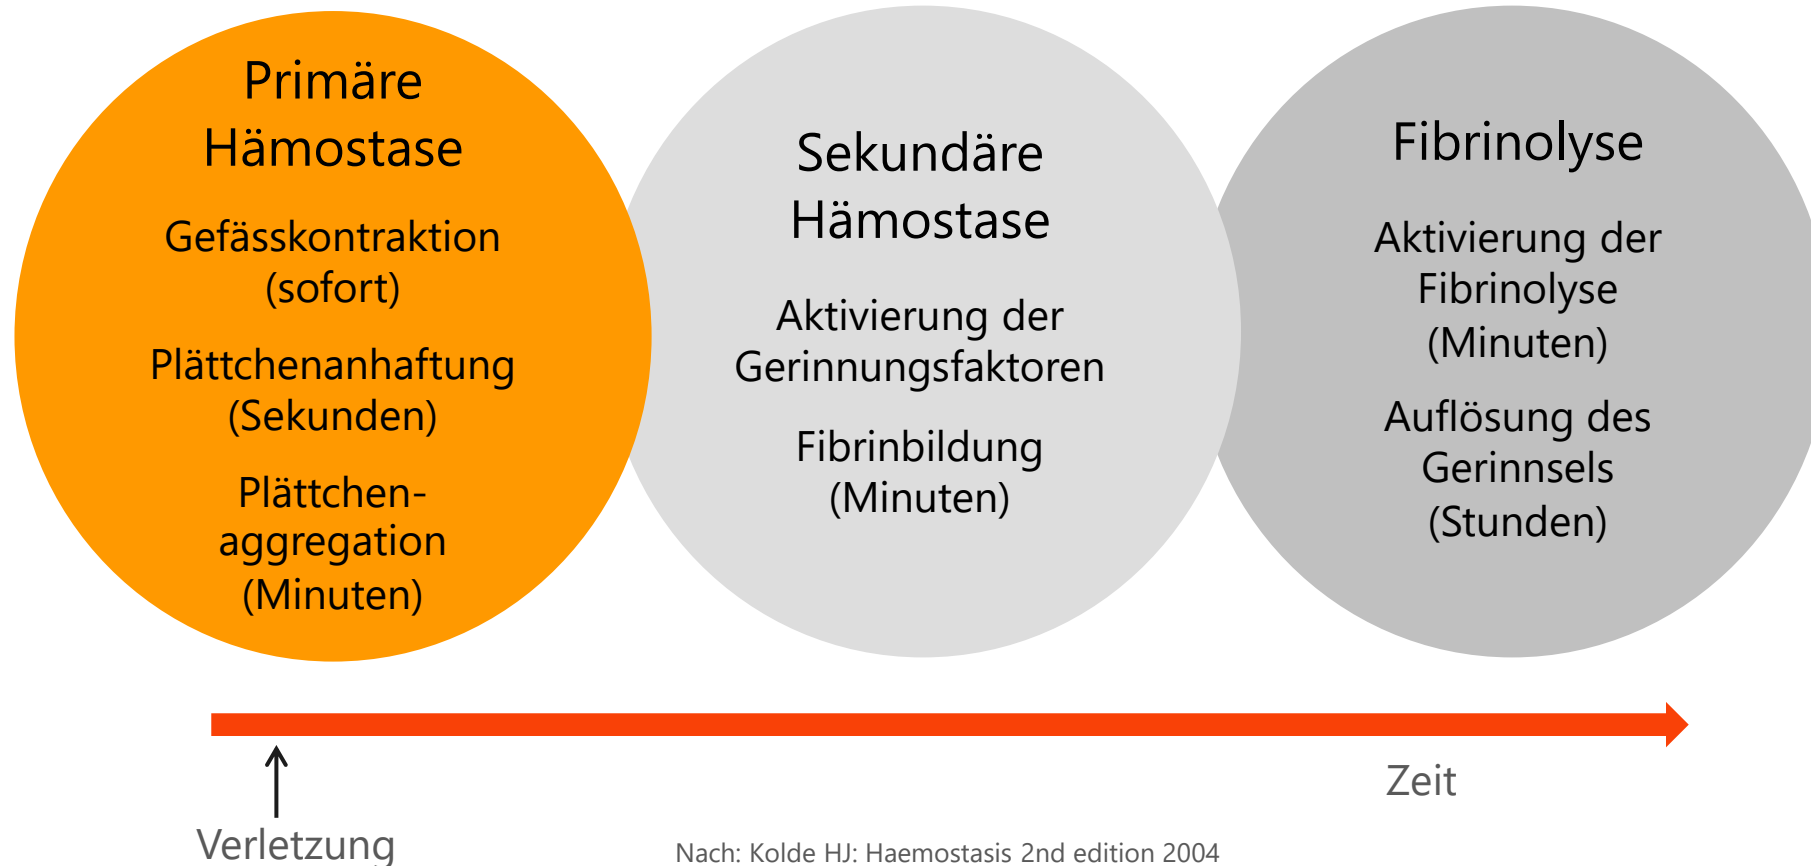 Primäre
Hämostase
Gefässkontraktion
(sofort)
Plättchenanhaftung
(Sekunden)
Plättchen-
aggregation
(Minuten)
Sekundäre
Hämostase
Aktivierung der
Gerinnungsfaktoren
Fibrinbildung
(Minuten)
Fibrinolyse
Aktivierung der
Fibrinolyse
(Minuten)
Auflösung des
Gerinnsels
(Stunden)
Zeit
Verletzung
Nach: Kolde HJ: Haemostasis 2nd edition 2004